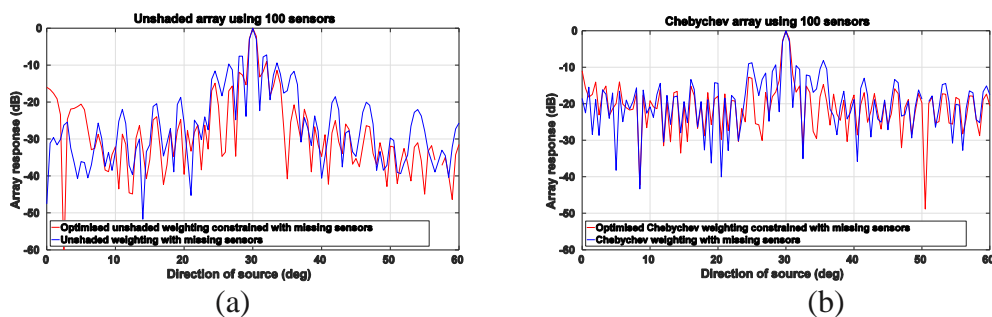 Unshaded array using 100 sensors
0
-10
-20
-30
-40
-50
-60
Array response (dB)
Optimised unshaded weighting constrained with missing sensors
Unshaded weighting with missing sensors
0 10 20 30 40 50 60
Direction of source (deg)
(a)
Chebychev array using 100 sensors
0
-10
-20
-30
-40
-50
-60
Array response (dB)
Optimised Chebychev weighting constrained with missing sensors
Chebychev weighting with missing sensors
0 10 20 30 40 50 60
Direction of source (deg)
(b)